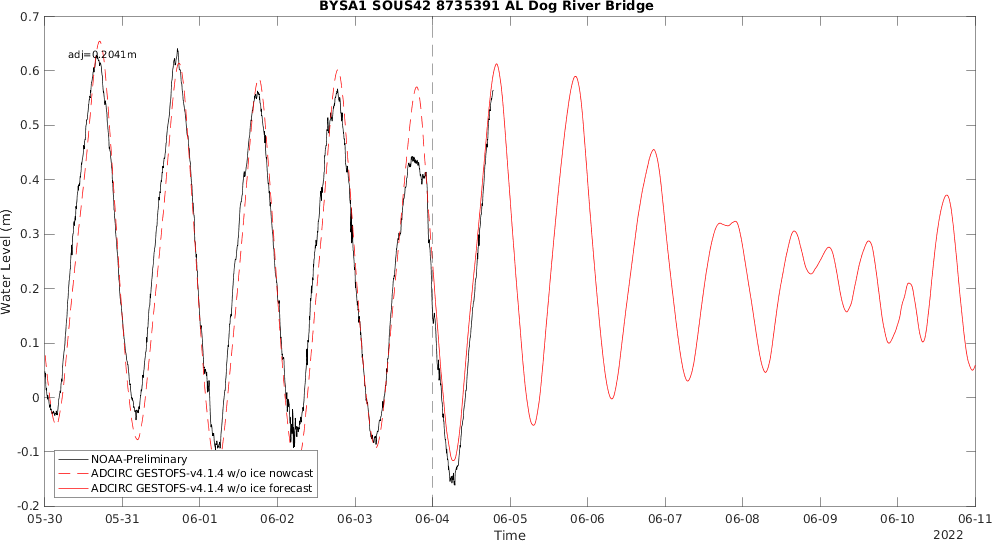 BYSA1 SOUS42 8735391 AL Dog River Bridge
adj=0.2041m
0.7
0.6
0.5
0.4
0.3
0.2
0.1
0
-0.1
-0.2
Water Level (m)
NOAA-Preliminary
ADCIRC GESTOFS-v4.1.4 w/o ice nowcast
ADCIRC GESTOFS-v4.1.4 w/o ice forecast
05-30 05-31 06-01 06-02 06-03 06-04 06-05 06-06 06-07 06-08 06-09 06-10 06-11
Time
2022